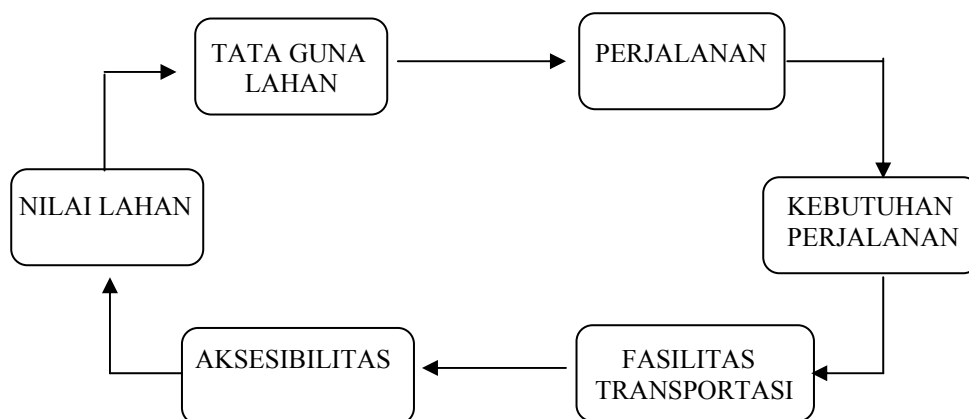 TATA GUNA
LAHAN
PERJALANAN
NILAI LAHAN
KEBUTUHAN
PERJALANAN
AKSESIBILITAS
FASILITAS
TRANSPORTASI